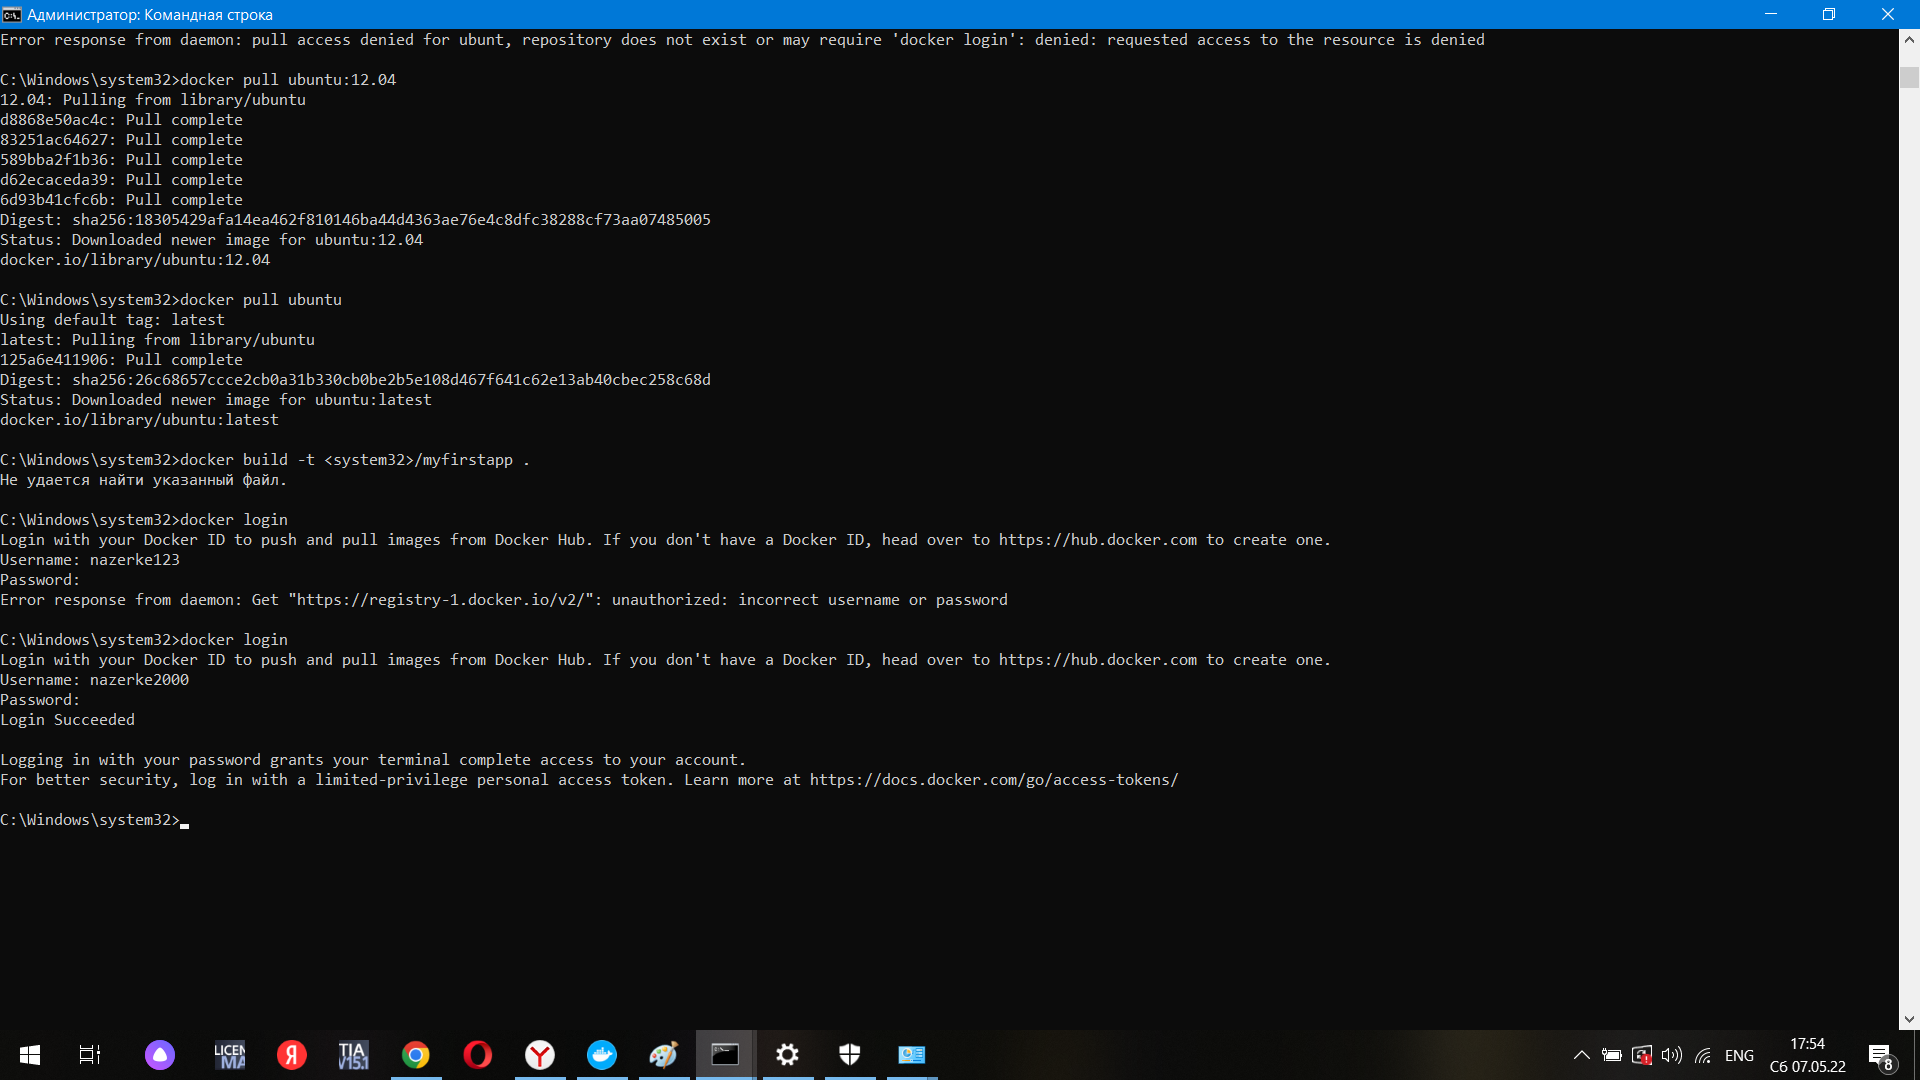 Администратор: Командная строка
Error response from daemon: pull access denied for ubunt, repository does not exist or may require 'docker login': denied: requested access to the resource is denied
C:\Windows\system32>docker pull ubuntu:12.04
12.04: Pulling from library/ubuntu
d8868e50ac4c: Pull complete
83251ac64627: Pull complete
589bba2f1b36: Pull complete
d62ecaceda39: Pull complete
6d93b41cfc6b: Pull complete
Digest: sha256:18305429afa14ea462f810146ba44d4363ae76e4c8dfc38288cf73aa07485005
Status: Downloaded newer image for ubuntu:12.04
docker.io/library/ubuntu:12.04
C:\Windows\system32>docker pull ubuntu
Using default tag: latest
latest: Pulling from library/ubuntu
125a6e411906: Pull complete
Digest: sha256:26c68657ccce2cb0a31b330cb0be2b5e108d467f641c62e13ab40cbec258c68d
Status: Downloaded newer image for ubuntu:latest
docker.io/library/ubuntu:latest
C:\Windows\system32>docker build -t <system32>/myfirstapp .
Не удается найти указанный файл.
C:\Windows\system32>docker login
Login with your Docker ID to push and pull images from Docker Hub. If you don't have a Docker ID, head over to https://hub.docker.com to create one.
Username: nazerke123
Password:
Error response from daemon: Get "https://registry-1.docker.io/v2/": unauthorized: incorrect username or password
C:\Windows\system32>docker login
Login with your Docker ID to push and pull images from Docker Hub. If you don't have a Docker ID, head over to https://hub.docker.com to create one.
Username: nazerke2000
Password:
Login Succeeded
Logging in with your password grants your terminal complete access to your account.
For better security, log in with a limited-privilege personal access token. Learn more at https://docs.docker.com/go/access-tokens/
C:\Windows\system32>
LICEN
MA
Я
TIA
V15.1
ENG
17:54
Сб 07.05.22
8